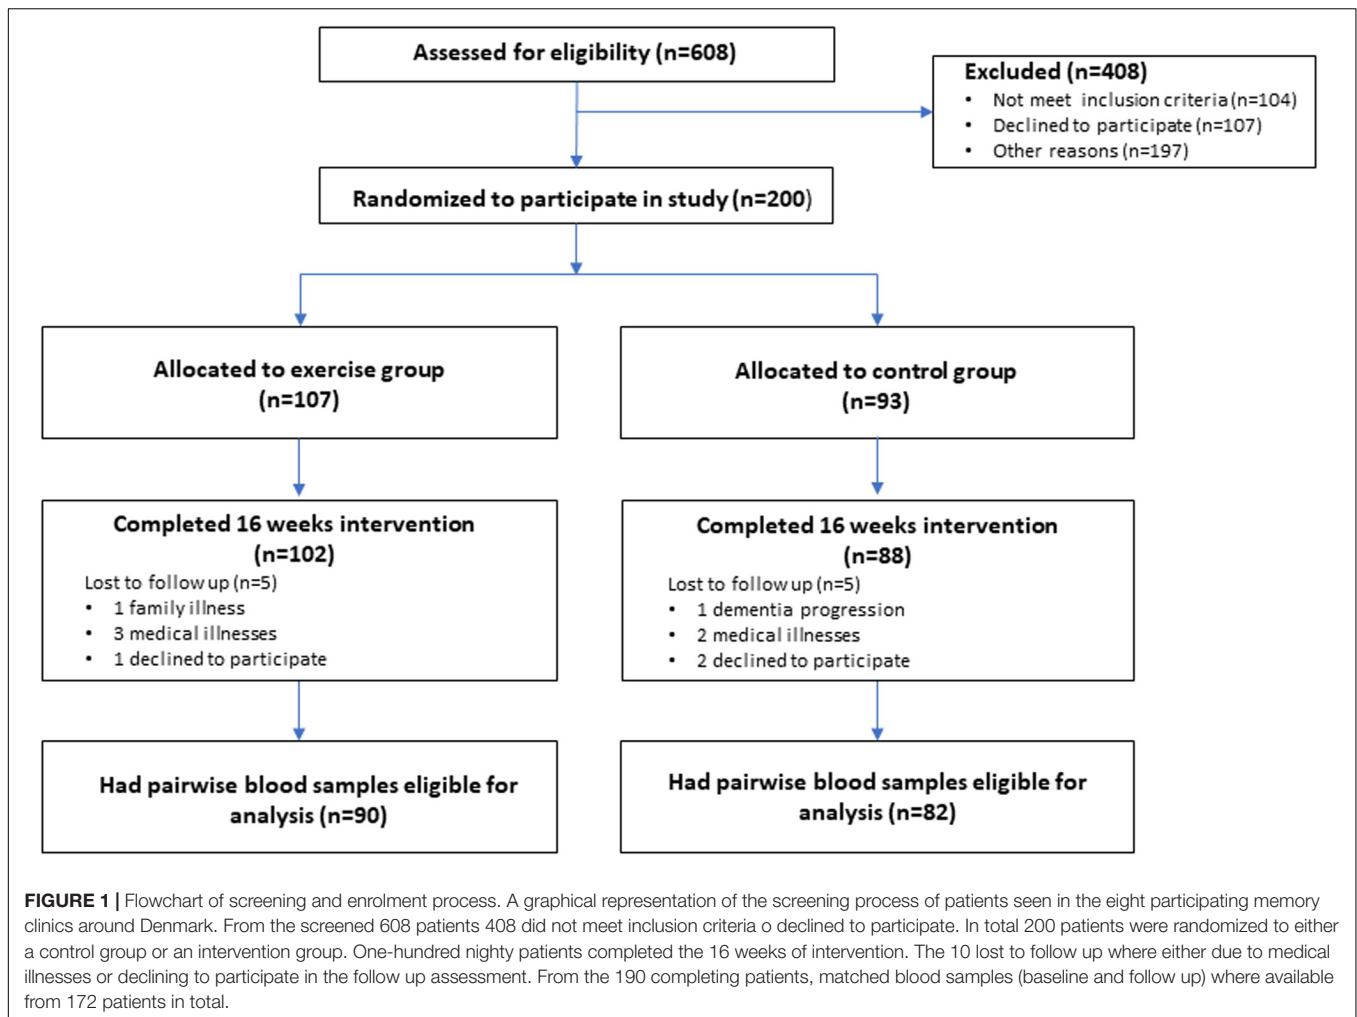 Assessed for eligibility (n=608)
Excluded (n=408)
• Not meet inclusion criteria (n=104)
• Declined to participate (n=107)
• Other reasons (n=197)
Randomized to participate in study (n=200)
Allocated to exercise group
(n=107)
Allocated to control group
(n=93)
Completed 16 weeks intervention
(n=102)
Lost to follow up (n=5)
• 1 family illness
• 3 medical illnesses
• 1 declined to participate
Completed 16 weeks intervention
(n=88)
Lost to follow up (n=5)
• 1 dementia progression
• 2 medical illnesses
• 2 declined to participate
Had pairwise blood samples eligible for
analysis (n=90)
Had pairwise blood samples eligible for
analysis (n=82)
FIGURE 1 | Flowchart of screening and enrolment process. A graphical representation of the screening process of patients seen in the eight participating memory
clinics around Denmark. From the screened 608 patients 408 did not meet inclusion criteria o declined to participate. In total 200 patients were randomized to either
a control group or an intervention group. One-hundred nighty patients completed the 16 weeks of intervention. The 10 lost to follow up where either due to medical
illnesses or declining to participate in the follow up assessment. From the 190 completing patients, matched blood samples (baseline and follow up) where available
from 172 patients in total.